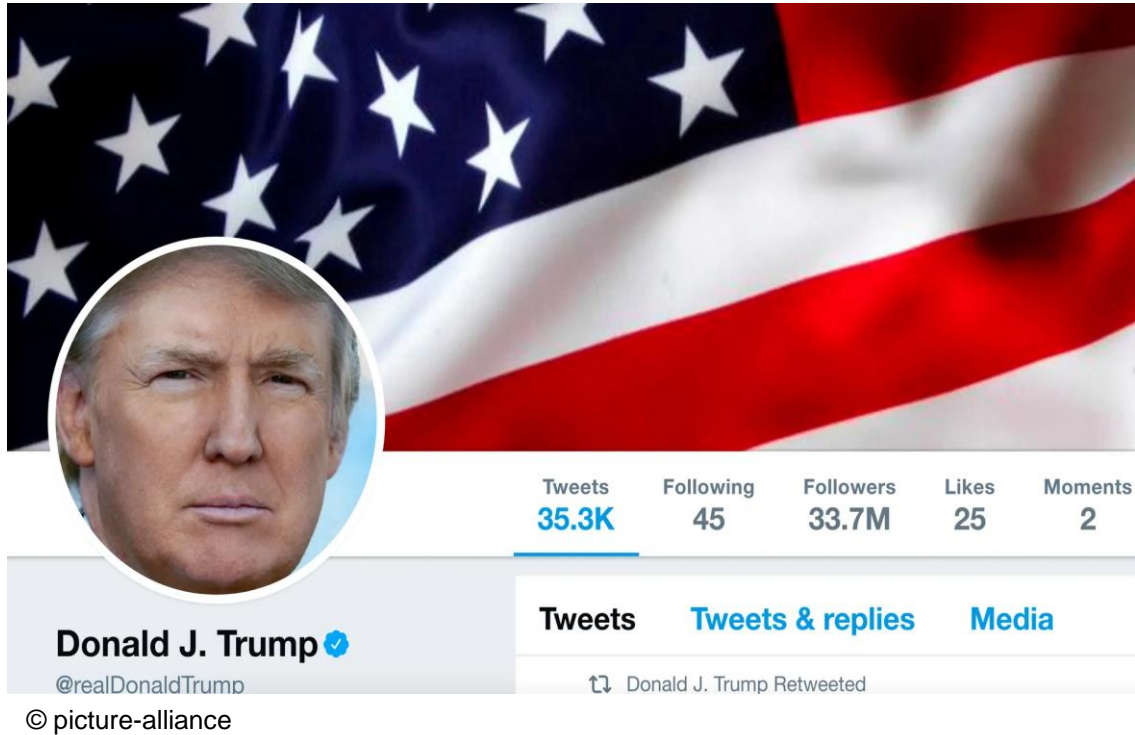 Tweets Following Followers Likes Moments
35.3K 45 33.7M 25 2
Tweets Tweets & replies Media
Donald J. Trump
@realDonaldTrump
Donald J. Trump Retweeted
© picture-alliance